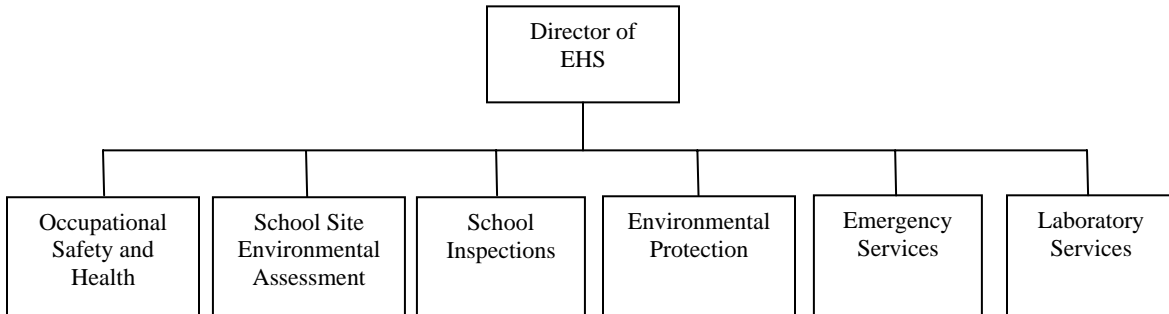 Director of
EHS
Occupational
Safety and
Health
School Site
Environmental
Assessment
School
Inspections
Environmental
Protection
Emergency
Services
Laboratory
Services